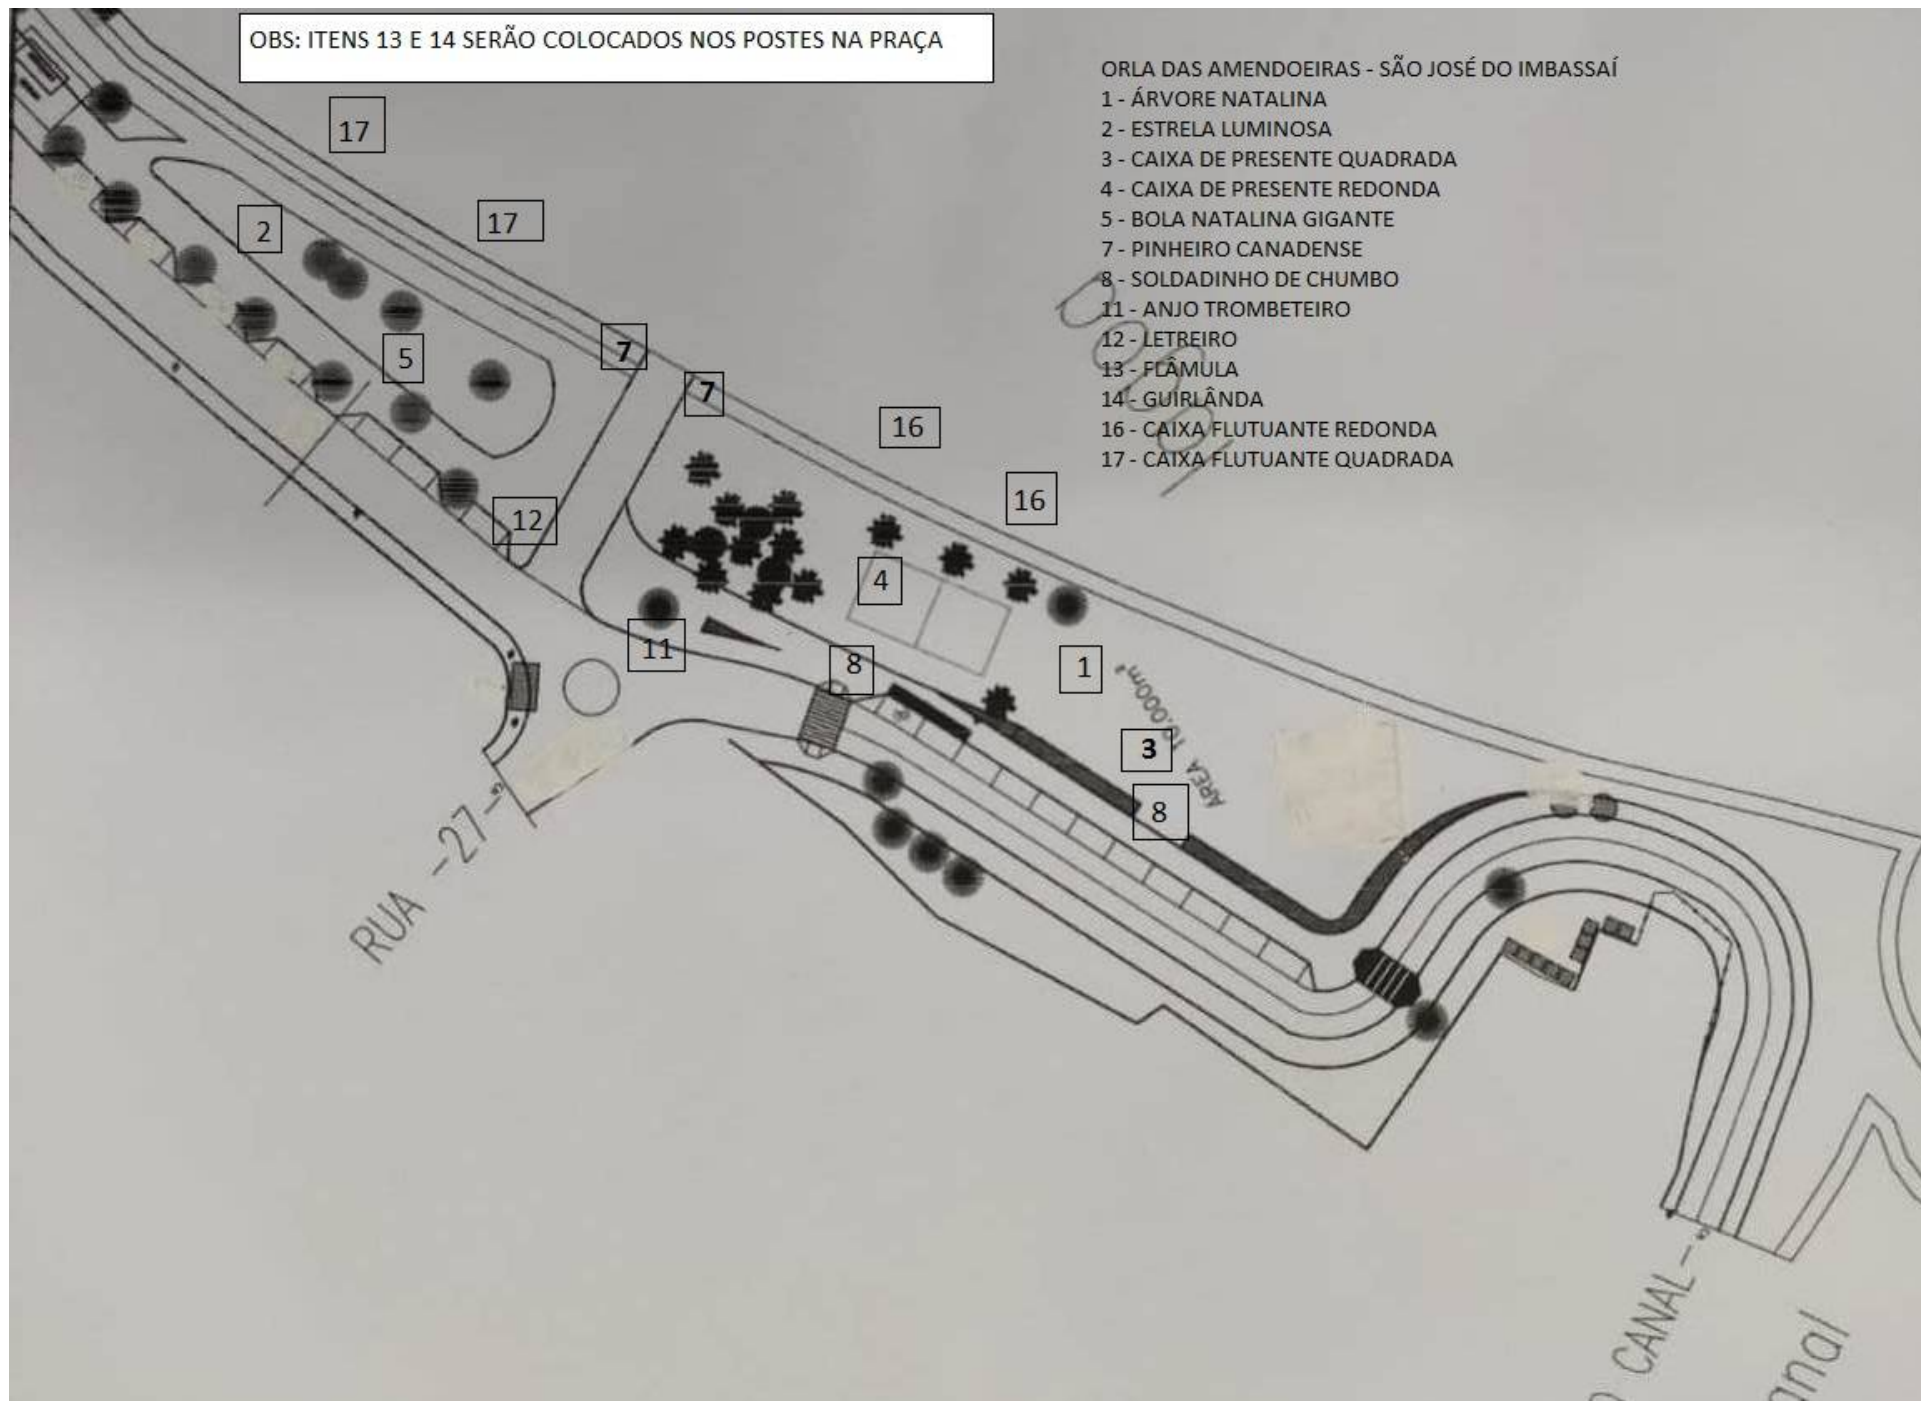 OBS: ITENS 13 E 14 SERÃO COLOCADOS NOS POSTES NA PRAÇA
ORLA DAS AMENDOEIRAS - SÃO JOSÉ DO IMBASSAÍ
1 - ÁRVORE NATALINA
2 - ESTRELA LUMINOSA
3 - CAIXA DE PRESENTE QUADRADA
4 - CAIXA DE PRESENTE REDONDA
5 - BOLA NATALINA GIGANTE
7 - PINHEIRO CANADENSE
8 - SOLDADINHO DE CHUMBO
11 - ANJO TROMBETEIRO
12 - LETREIRO
13 - FLÂMULA
14 - GUIRLÂNDA
16 - CAIXA FLUTUANTE REDONDA
17 - CAIXA FLUTUANTE QUADRADA
17
17
2
5
7
7
16
16
12
4
11
8
1
3
8
ÁREA 10.000m²
RUA -27-
CANAL-